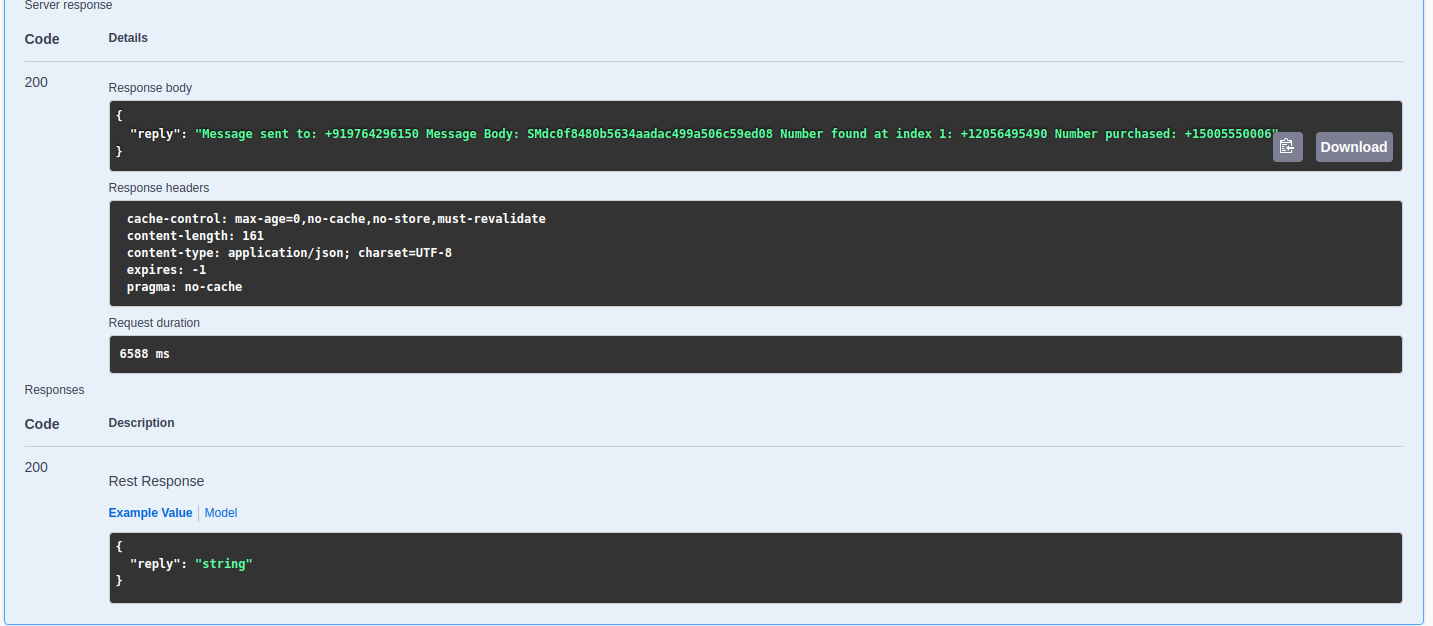 Server response
Code Details
200
Response body
{
"reply": "Message sent to: +919764296150 Message Body: SMdc0f8480b5634aadac499a506c59ed08 Number found at index 1: +12056495490 Number purchased: +15005550006"
}
Download
Response headers
cache-control: max-age=0,no-cache,no-store,must-revalidate
content-length: 161
content-type: application/json; charset=UTF-8
expires: -1
pragma: no-cache
Request duration
6588 ms
Responses
Code Description
200
Rest Response
Example Value Model
{
"reply": "string"
}